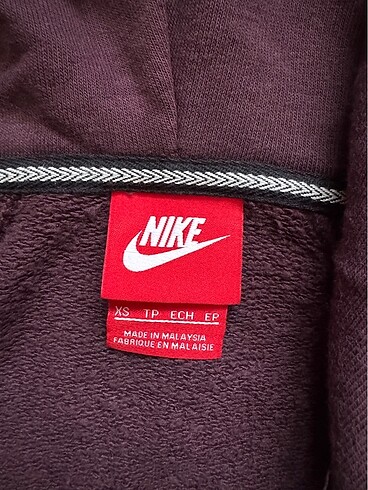 NIKE
XS TP ECH EP
MADE IN MALAYSIA
FABRIQUE EN MALAISIE